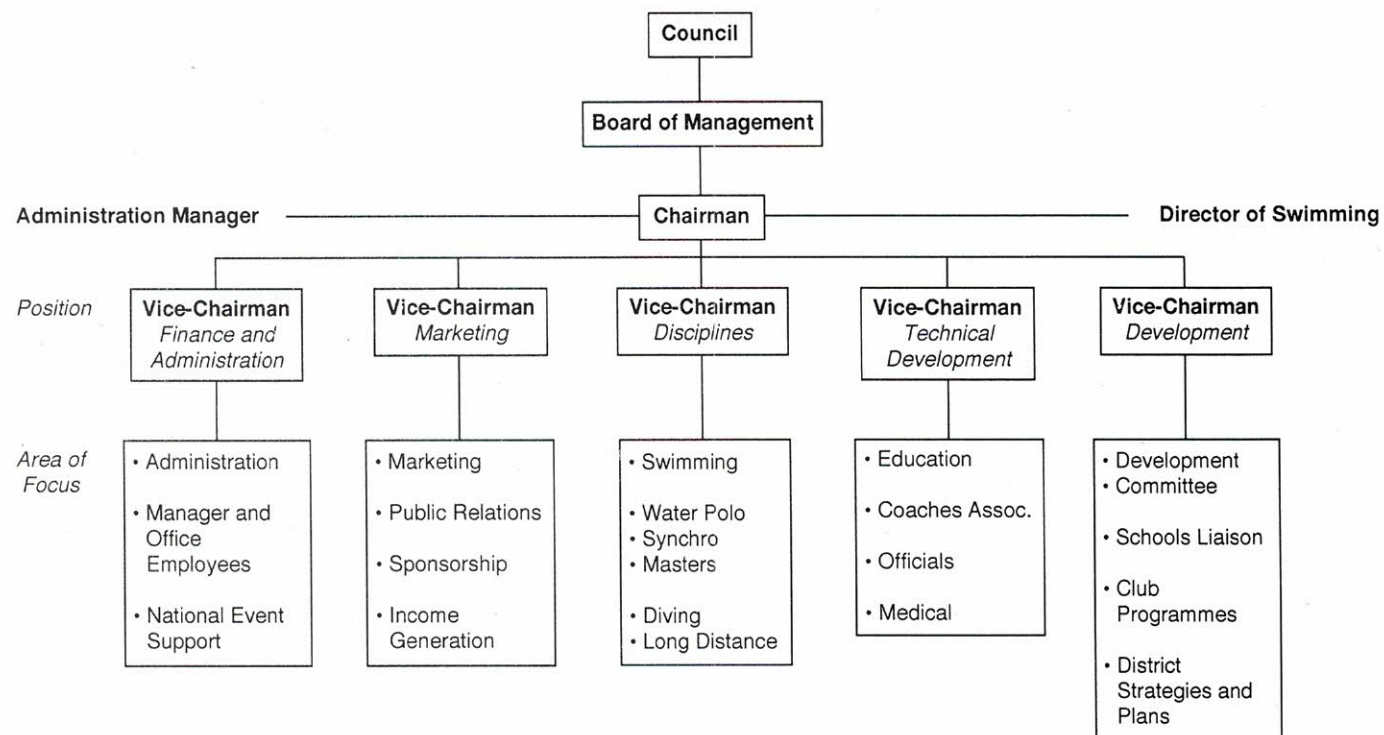 Council
Board of Management
Administration Manager
Chairman
Director of Swimming
Position
Vice-Chairman
Finance and
Administration
Vice-Chairman
Marketing
Vice-Chairman
Disciplines
Vice-Chairman
Technical
Development
Vice-Chairman
Development
Area of
Focus
• Administration
• Manager and
Office
Employees
• National Event
Support
• Marketing
• Public Relations
• Sponsorship
• Income
Generation
• Swimming
• Water Polo
• Synchro
• Masters
• Diving
• Long Distance
• Education
• Coaches Assoc.
• Officials
• Medical
• Development
• Committee
• Schools Liaison
• Club
Programmes
• District
Strategies and
Plans